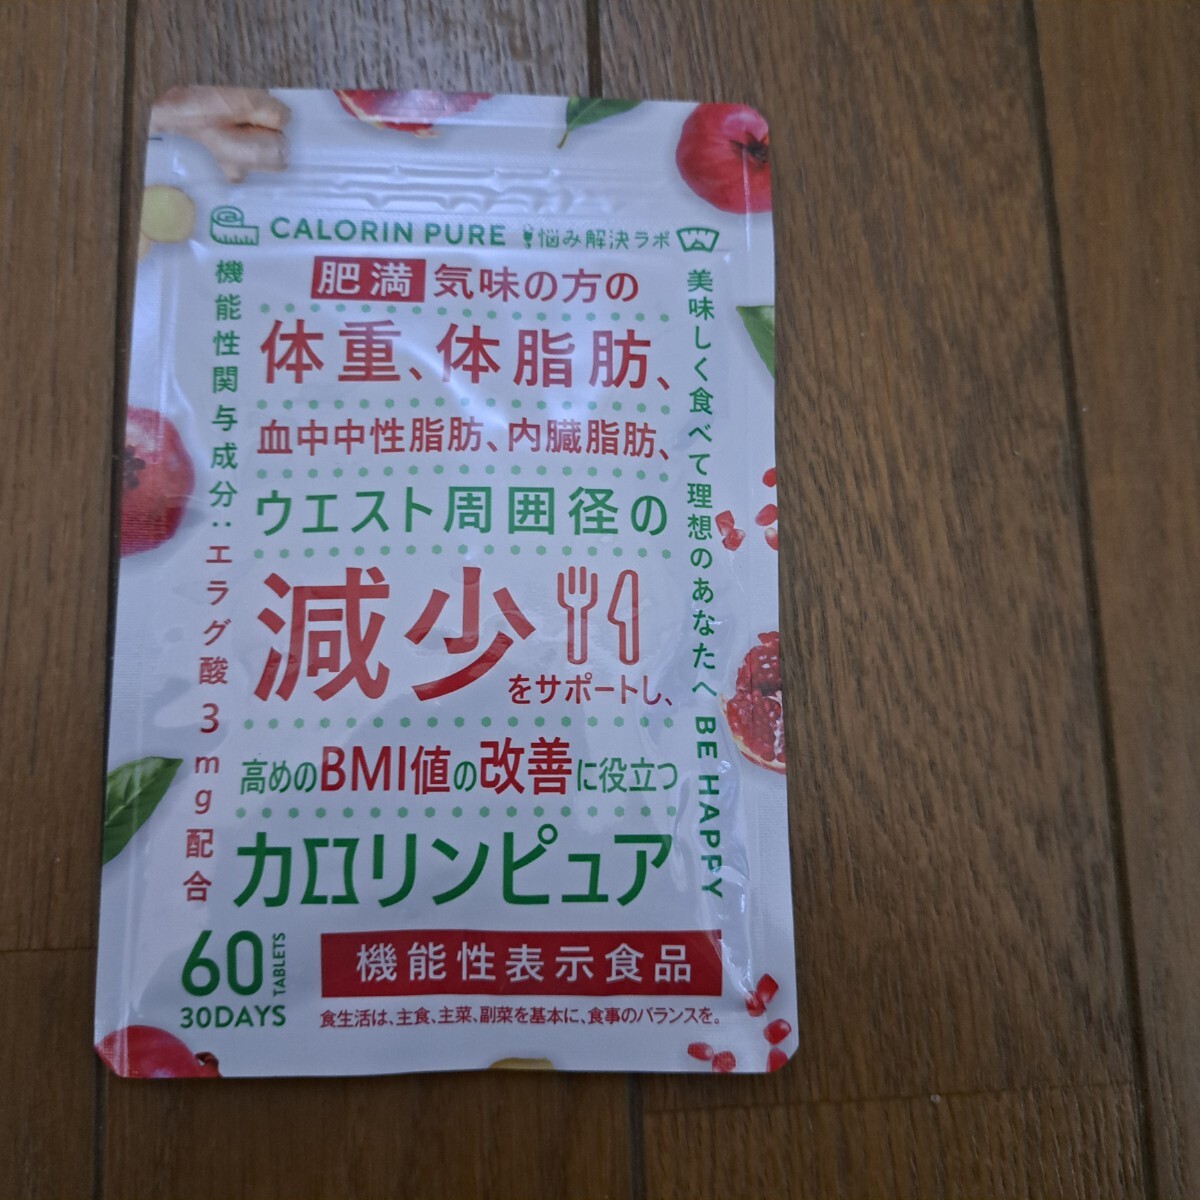 CALORIN PURE 悩み解決ラボ
機能性関与成分:エラグ酸3mg配合
肥満気味の方の
体重、体脂肪、
血中中性脂肪、内臓脂肪、
ウエスト周囲径の
減少
をサポートし、
高めのBMI値の改善に役立つ
カロリンピュア
美味しく食べて理想のあなたへ BE HAPPY
60 TABLETS
30DAYS
機能性表示食品
食生活は、主食、主菜、副菜を基本に、食事のバランスを。